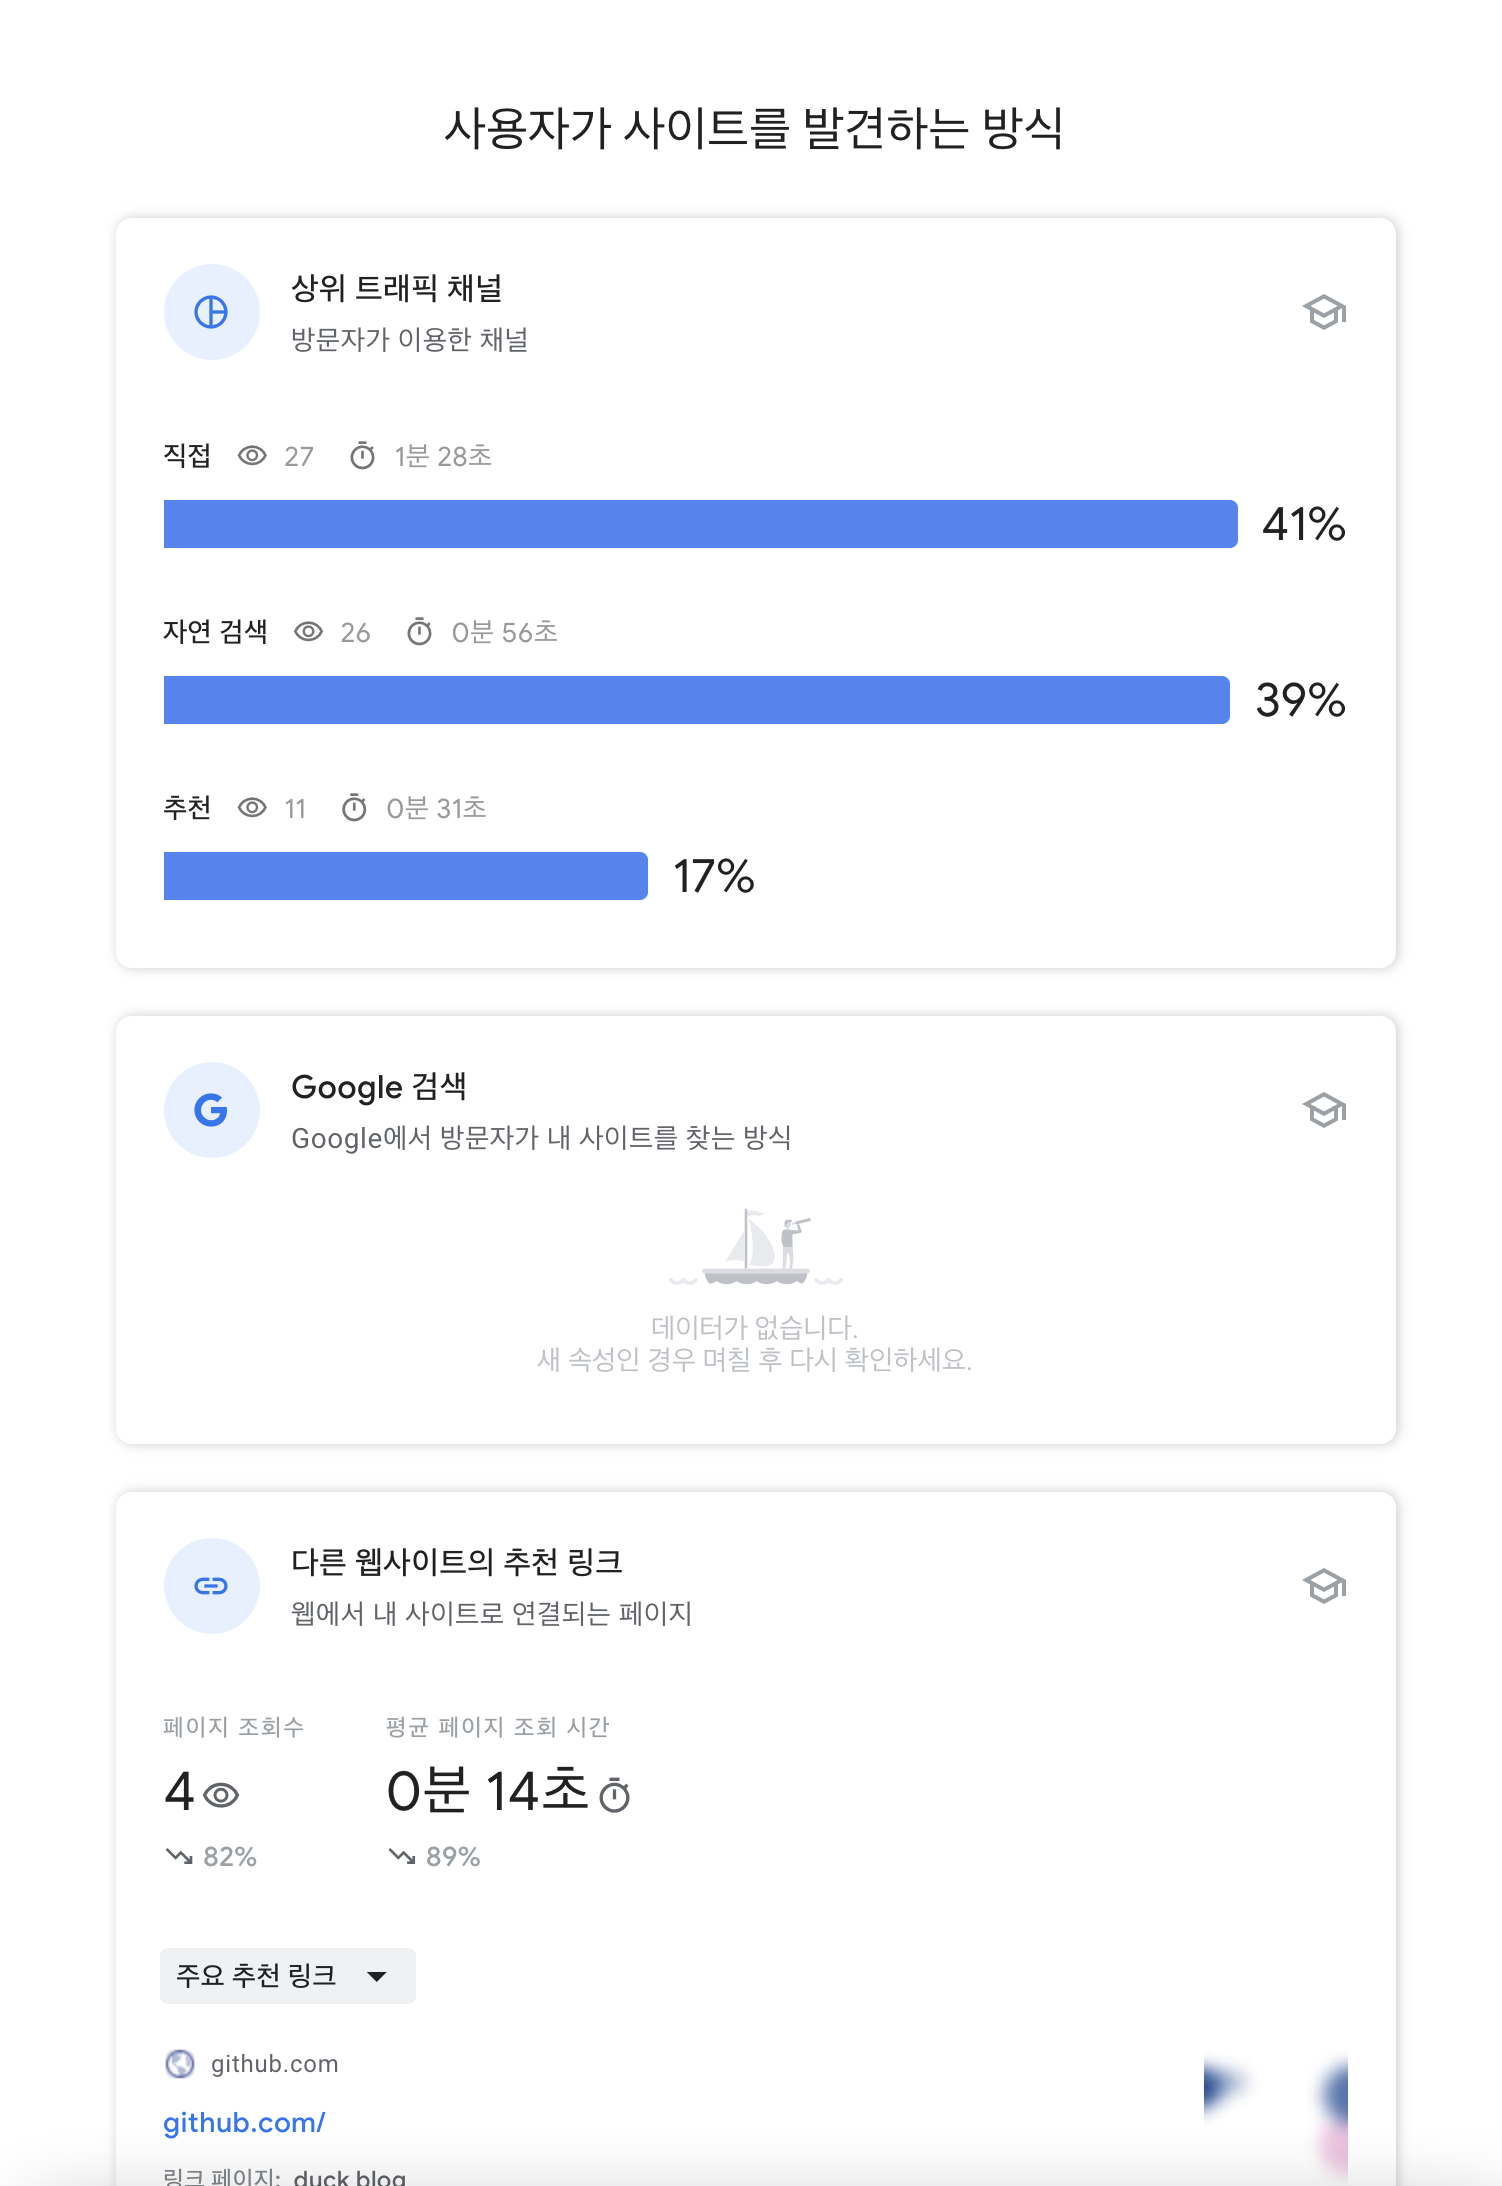 사용자가 사이트를 발견하는 방식
상위 트래픽 채널
방문자가 이용한 채널
직접 27 1분 28초
41%
자연 검색 26 0분 56초
39%
추천 11 0분 31초
17%
Google 검색
Google에서 방문자가 내 사이트를 찾는 방식
데이터가 없습니다.
새 속성인 경우 며칠 후 다시 확인하세요.
다른 웹사이트의 추천 링크
웹에서 내 사이트로 연결되는 페이지
페이지 조회수 평균 페이지 조회 시간
4 0분 14초
82% 89%
주요 추천 링크
github.com
github.com/
링크 페이지: duck blog